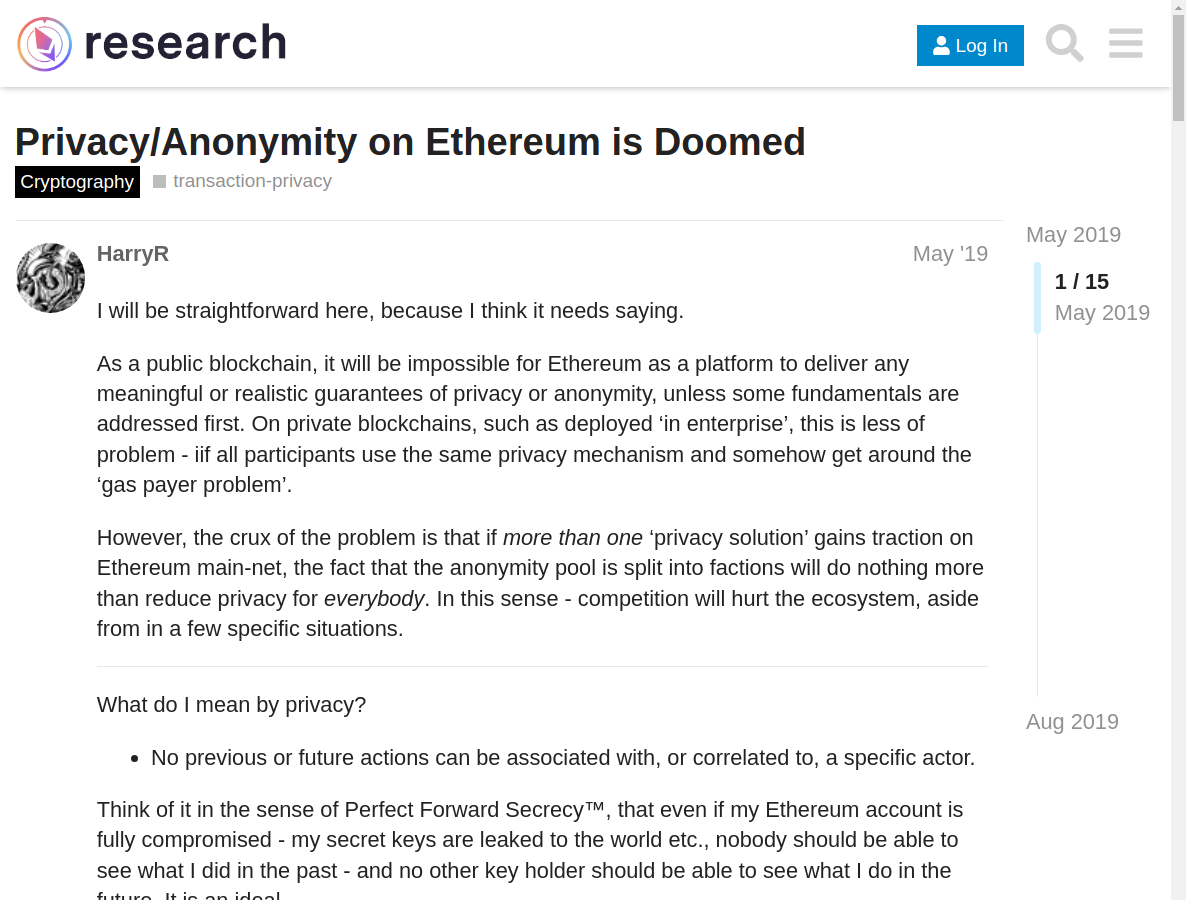 research
Log In
Privacy/Anonymity on Ethereum is Doomed
Cryptography
transaction-privacy
HarryR
May '19
I will be straightforward here, because I think it needs saying.
As a public blockchain, it will be impossible for Ethereum as a platform to deliver any
meaningful or realistic guarantees of privacy or anonymity, unless some fundamentals are
addressed first. On private blockchains, such as deployed ‘in enterprise’, this is less of
problem - iif all participants use the same privacy mechanism and somehow get around the
‘gas payer problem’.
However, the crux of the problem is that if more than one ‘privacy solution’ gains traction on
Ethereum main-net, the fact that the anonymity pool is split into factions will do nothing more
than reduce privacy for everybody. In this sense - competition will hurt the ecosystem, aside
from in a few specific situations.
What do I mean by privacy?
• No previous or future actions can be associated with, or correlated to, a specific actor.
Think of it in the sense of Perfect Forward Secrecy™, that even if my Ethereum account is
fully compromised - my secret keys are leaked to the world etc., nobody should be able to
see what I did in the past - and no other key holder should be able to see what I do in the
future. It is an ideal.
May 2019
1 / 15
May 2019
Aug 2019